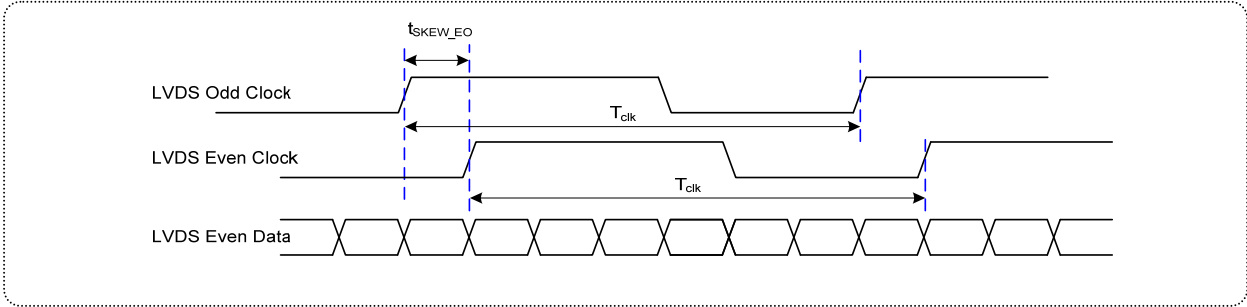 tSKEW_EO
LVDS Odd Clock
Tclk
LVDS Even Clock
Tclk
LVDS Even Data